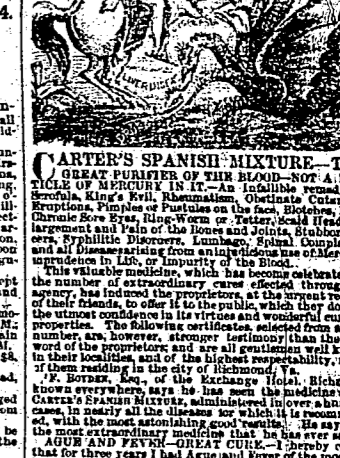 LIVER DISEASE
CARTER'S SPANISH MIXTURE—T
GREAT PURIFIER OF THE BLOOD—NOT A
TICLE OF MERCURY IN IT.—An infallible remed
Scrofula, King's Evil, Rheumatism, Obstinate Cutan
Eruptions, Pimples or Pustules on the face, Blotches,
Chronic Sore Eyes, Ring-Worm or Tetter, Scald Head
largement and Pain of the Bones and Joints, Stubborn
cers, Syphilitic Disorders, Lumbago, Spinal Compla
and all Diseases arising from an injudicious use of Mer
imprudence in Life, or Impurity of the Blood.
This valuable medicine, which has become celebrate
the number of extraordinary cures effected through
agency, has induced the proprietors, at the urgent re
of their friends, to offer it to the public, which they do
the utmost confidence in its virtues and wonderful cur
properties. The following certificates, selected from a
number, are, however, stronger testimony than the
word of the proprietors; and are all gentlemen well k
in their localities, and of the highest respectability,
of them residing in the city of Richmond, Va.
F. BOYDEN, Esq., of the Exchange Hotel, Richm
known everywhere, says he has seen the medicine
CARTER'S SPANISH MIXTURE, administered in over a hun
cases, in nearly all the diseases for which it is recom
ed, with the most astonishing good results. He say
the most extraordinary medicine that he has ever se
AGUE AND FEVER—GREAT CURE.—I hereby c
that for three years I had Ague and Fever of the mo